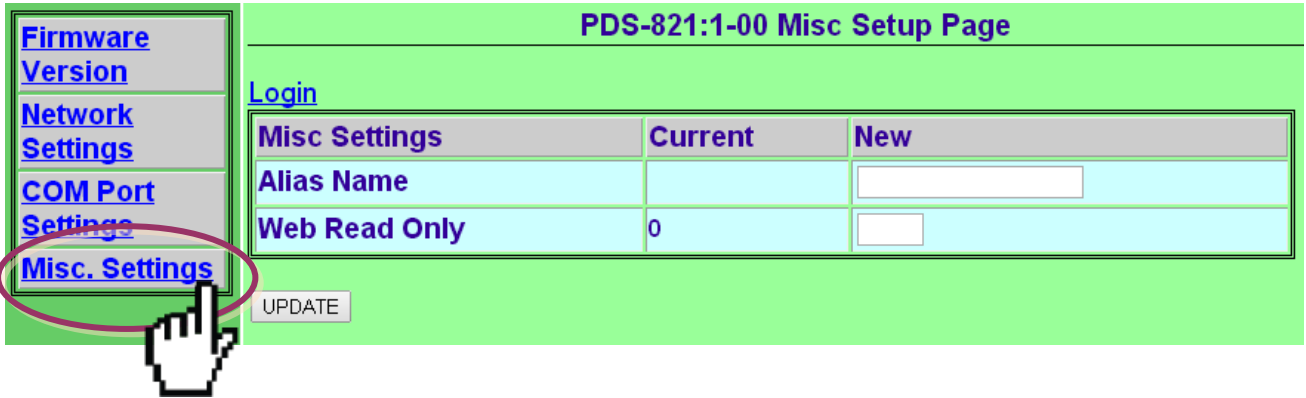 Firmware
Version
Network
Settings
COM Port
Settings
Misc. Settings
PDS-821:1-00 Misc Setup Page
Login
Misc Settings Current New
Alias Name
Web Read Only 0
UPDATE